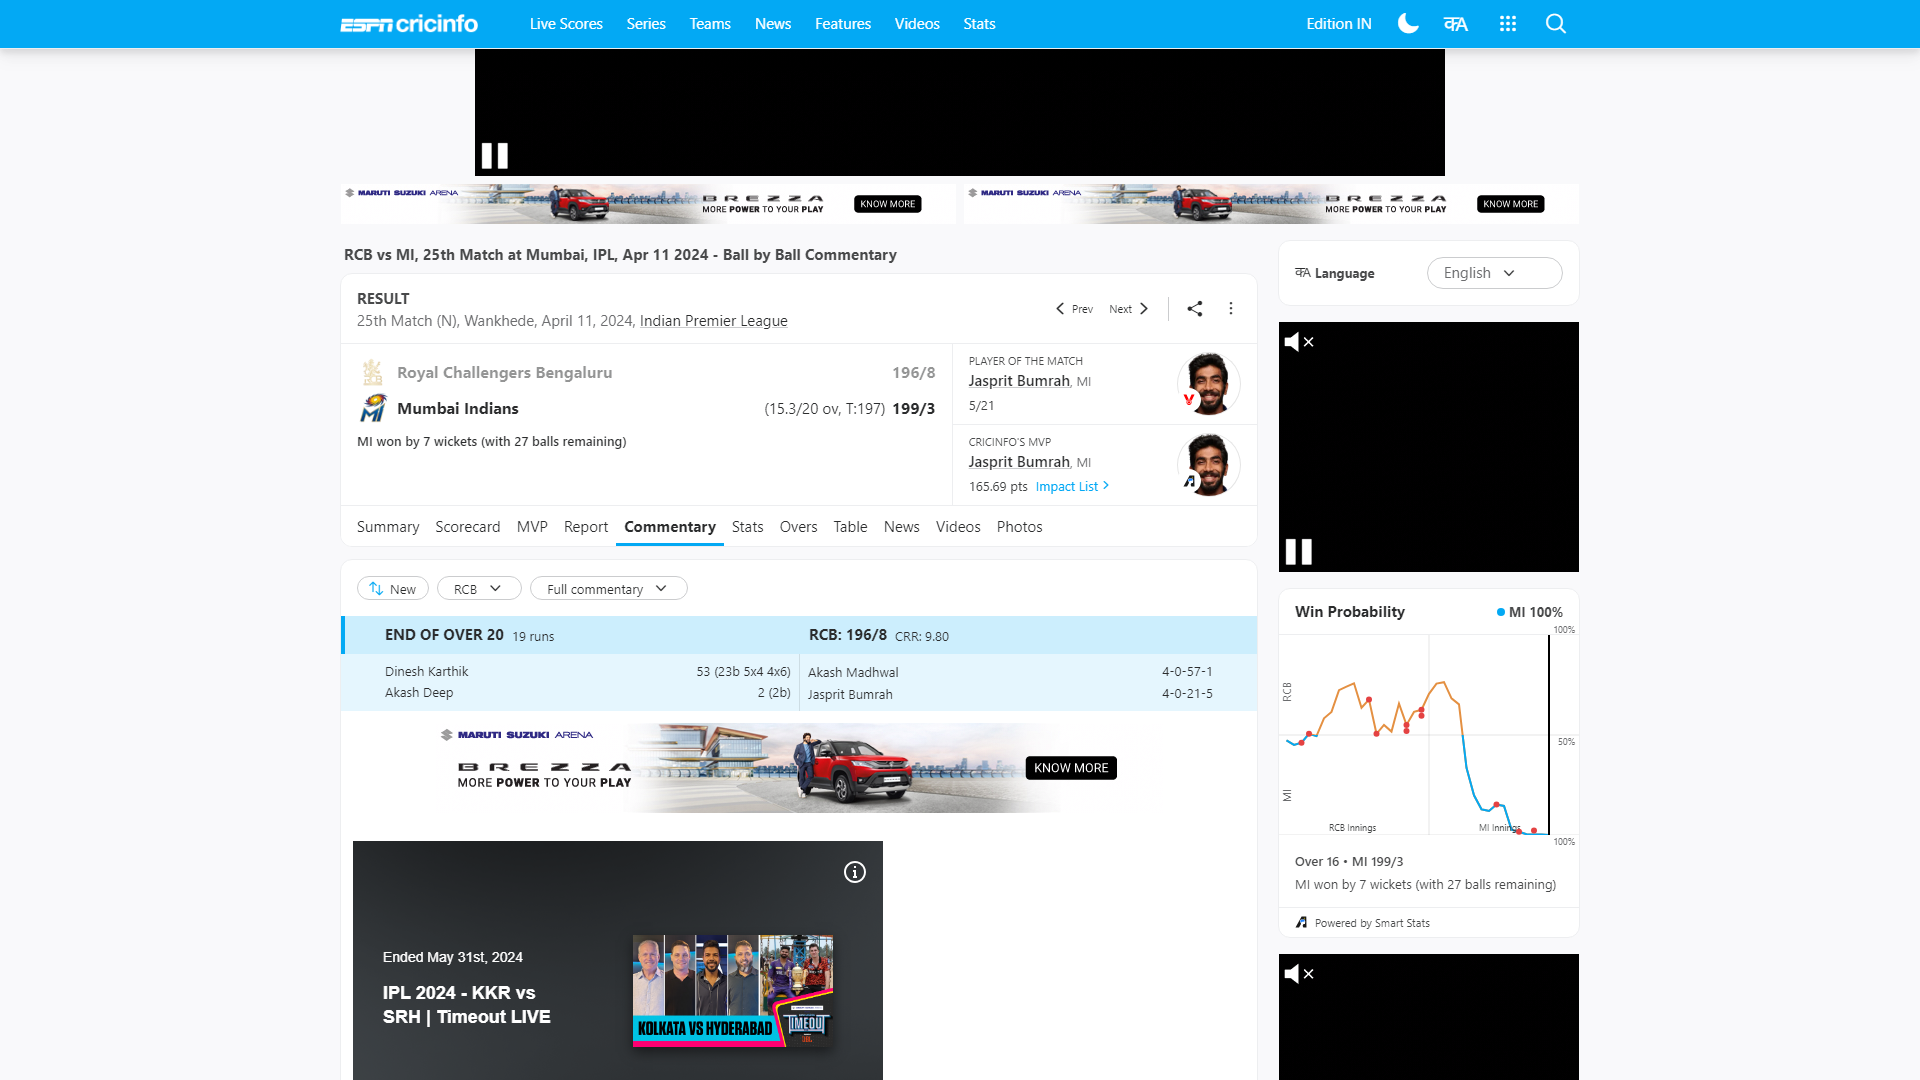 ESPN cricinfo
Live Scores
Series
Teams
News
Features
Videos
Stats
Edition IN
क्A
MARUTI SUZUKI ARENA
BREZZA
MORE POWER TO YOUR PLAY
KNOW MORE
MARUTI SUZUKI ARENA
BREZZA
MORE POWER TO YOUR PLAY
KNOW MORE
RCB vs MI, 25th Match at Mumbai, IPL, Apr 11 2024 - Ball by Ball Commentary
RESULT
25th Match (N), Wankhede, April 11, 2024, Indian Premier League
Prev
Next
Royal Challengers Bengaluru 196/8
Mumbai Indians (15.3/20 ov, T:197) 199/3
MI won by 7 wickets (with 27 balls remaining)
PLAYER OF THE MATCH
Jasprit Bumrah, MI
5/21
CRICINFO'S MVP
Jasprit Bumrah, MI
165.69 pts Impact List
Summary
Scorecard
MVP
Report
Commentary
Stats
Overs
Table
News
Videos
Photos
New
RCB
Full commentary
END OF OVER 20 19 runs
RCB: 196/8 CRR: 9.80
Dinesh Karthik 53 (23b 5x4 4x6)
Akash Deep 2 (2b)
Akash Madhwal 4-0-57-1
Jasprit Bumrah 4-0-21-5
MARUTI SUZUKI ARENA
BREZZA
MORE POWER TO YOUR PLAY
KNOW MORE
Ended May 31st, 2024
IPL 2024 - KKR vs
SRH | Timeout LIVE
KOLKATA VS HYDERABAD
TIMEOUT
क्A Language
English
Win Probability
MI 100%
100%
RCB
50%
MI
RCB Innings
MI Innings
100%
Over 16 • MI 199/3
MI won by 7 wickets (with 27 balls remaining)
Powered by Smart Stats